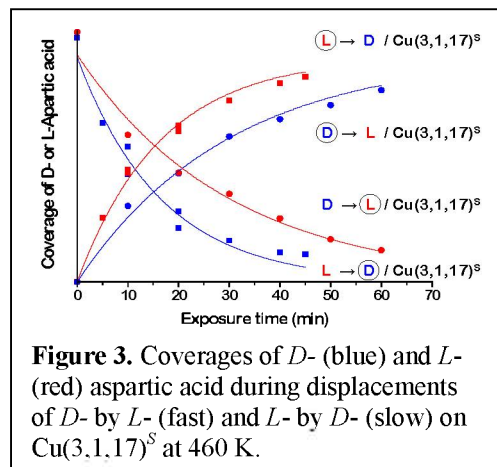 Coverage of D- or L-Apartic acid
L → D / Cu(3,1,17)ˢ
D → L / Cu(3,1,17)ˢ
D → L / Cu(3,1,17)ˢ
L → D / Cu(3,1,17)ˢ
0 10 20 30 40 50 60 70
Exposure time (min)
Figure 3. Coverages of D- (blue) and L-
(red) aspartic acid during displacements
of D- by L- (fast) and L- by D- (slow) on
Cu(3,1,17)ˢ at 460 K.